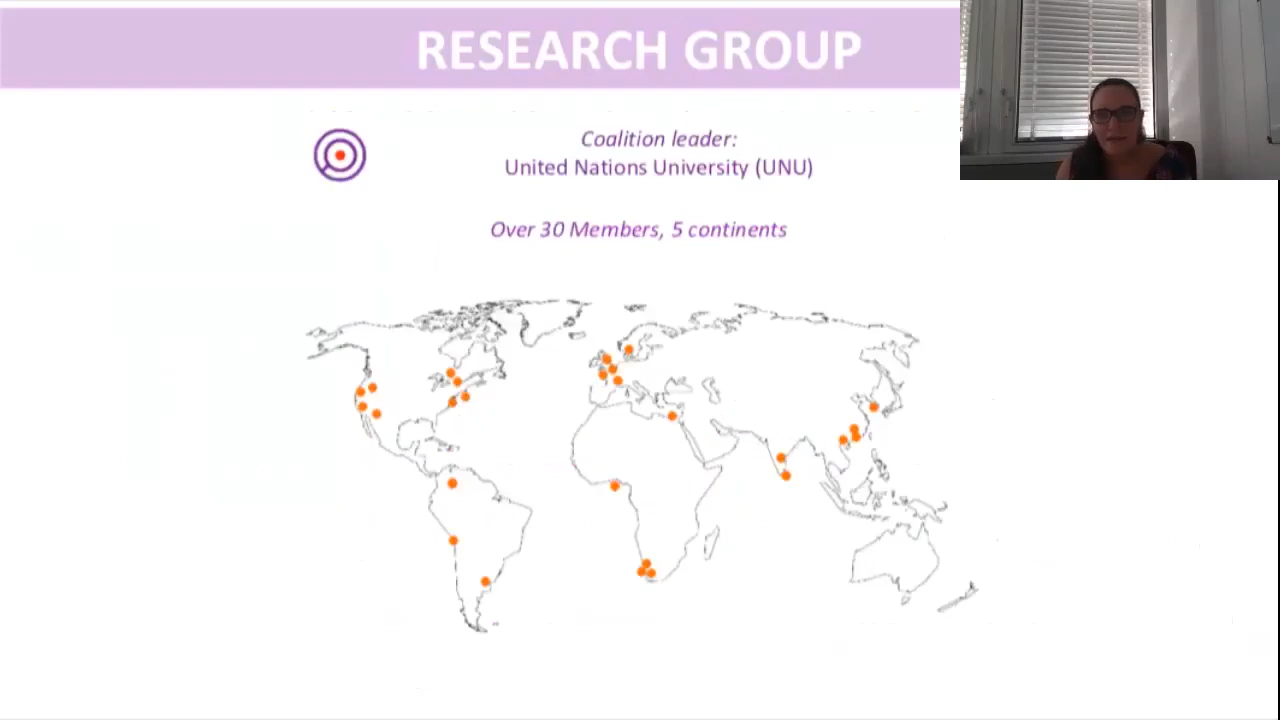 RESEARCH GROUP
Coalition leader:
United Nations University (UNU)
Over 30 Members, 5 continents